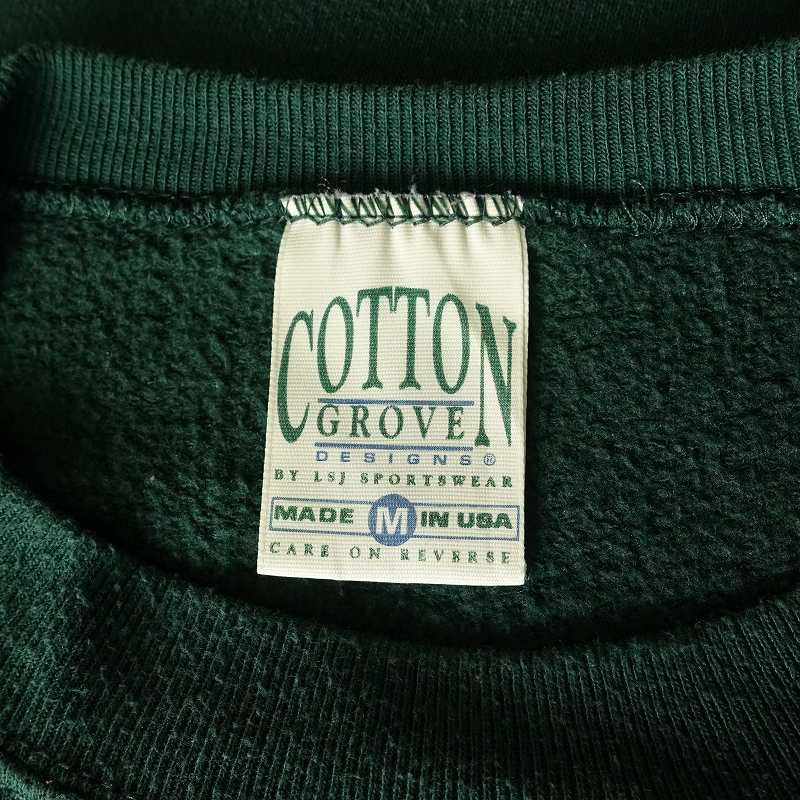 COTTON
GROVE
DESIGNS®
BY LSJ SPORTSWEAR
MADE M IN USA
CARE ON REVERSE